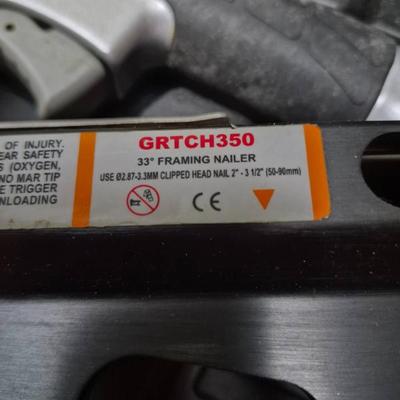 OF INJURY.
EAR SAFETY
S (OXYGEN,
NO MAR TIP
E TRIGGER
NLOADING
GRTCH350
33° FRAMING NAILER
USE Ø2.87-3.3MM CLIPPED HEAD NAIL 2" - 3 1/2" (50-90mm)
CE